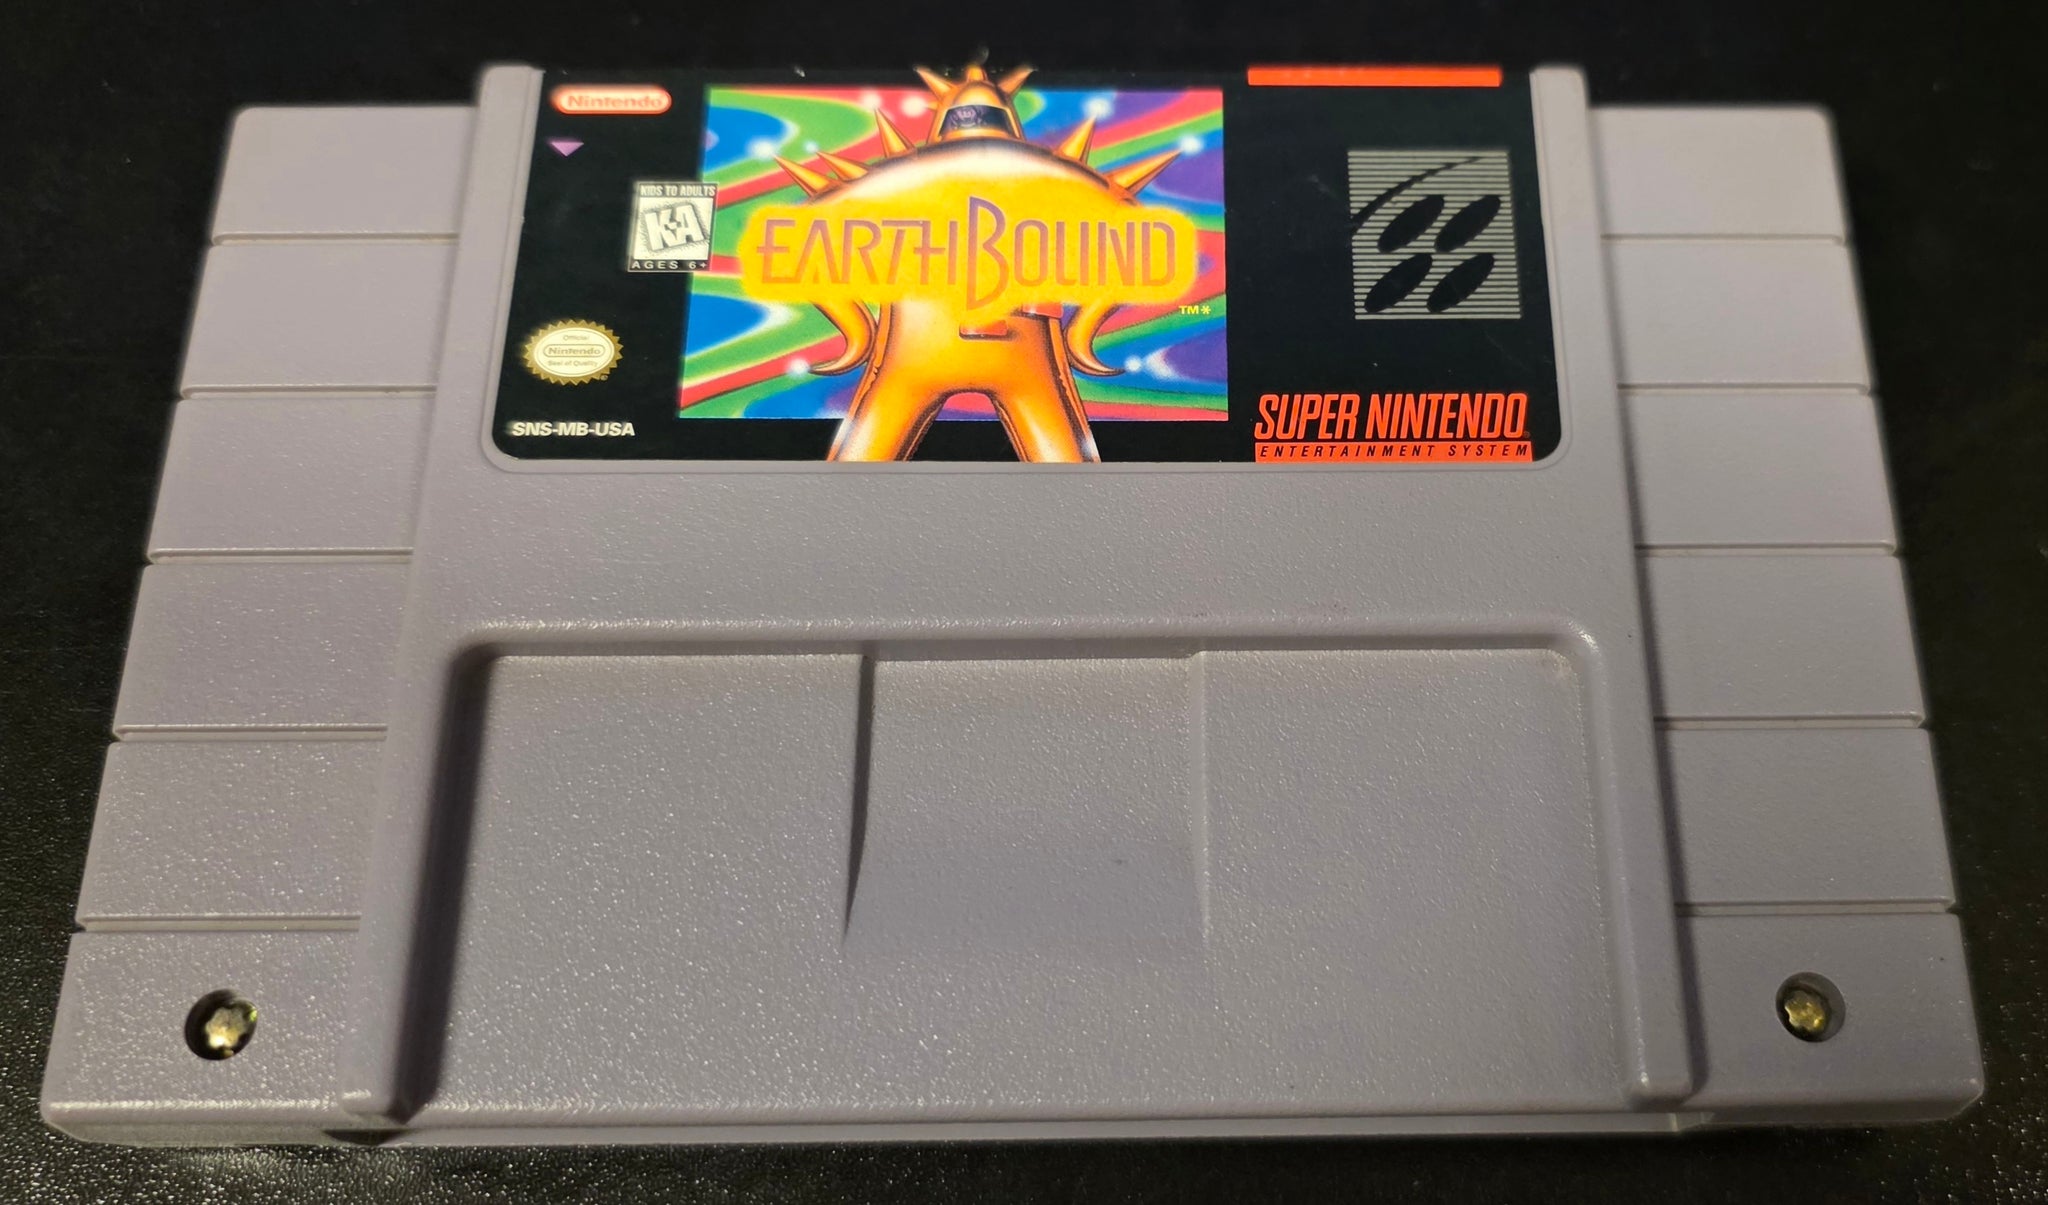 Nintendo
KIDS TO ADULTS
K-A
AGES 6+
EARTHBOUND
TM*
Official
Nintendo
Seal of Quality
SNS-MB-USA
SUPER NINTENDO
ENTERTAINMENT SYSTEM